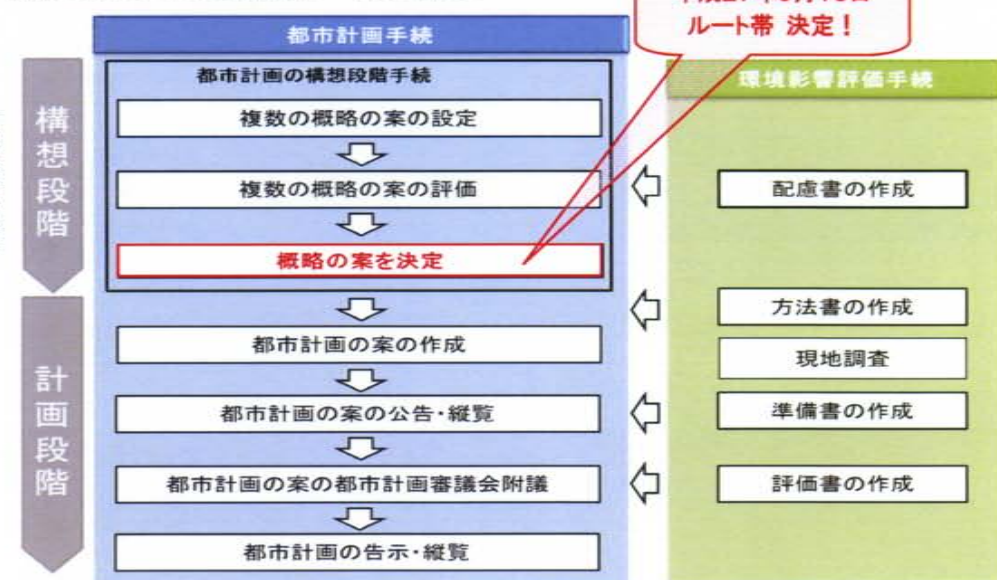 ルート帯 決定!
都市計画手続
環境影響評価手続
構想段階
都市計画の構想段階手続
複数の概略の案の設定
複数の概略の案の評価
配慮書の作成
概略の案を決定
計画段階
方法書の作成
都市計画の案の作成
現地調査
都市計画の案の公告・縦覧
準備書の作成
都市計画の案の都市計画審議会附議
評価書の作成
都市計画の告示・縦覧